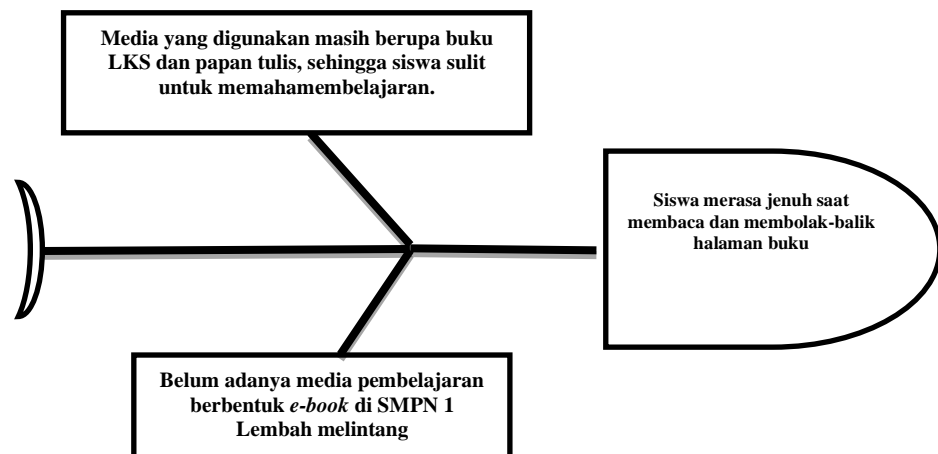 Media yang digunakan masih berupa buku
LKS dan papan tulis, sehingga siswa sulit
untuk memahamembelajaran.
Siswa merasa jenuh saat
membaca dan membolak-balik
halaman buku
Belum adanya media pembelajaran
berbentuk e-book di SMPN 1
Lembah melintang